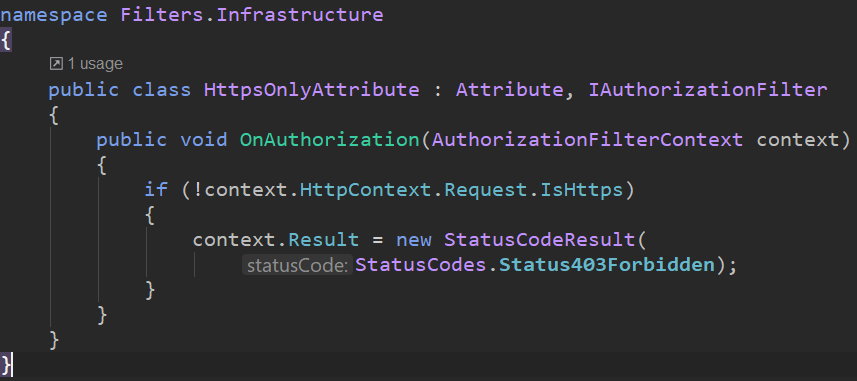 namespace Filters.Infrastructure
{
1 usage
public class HttpsOnlyAttribute : Attribute, IAuthorizationFilter
{
public void OnAuthorization(AuthorizationFilterContext context)
{
if (!context.HttpContext.Request.IsHttps)
{
context.Result = new StatusCodeResult(
statusCode: StatusCodes.Status403Forbidden);
}
}
}
}